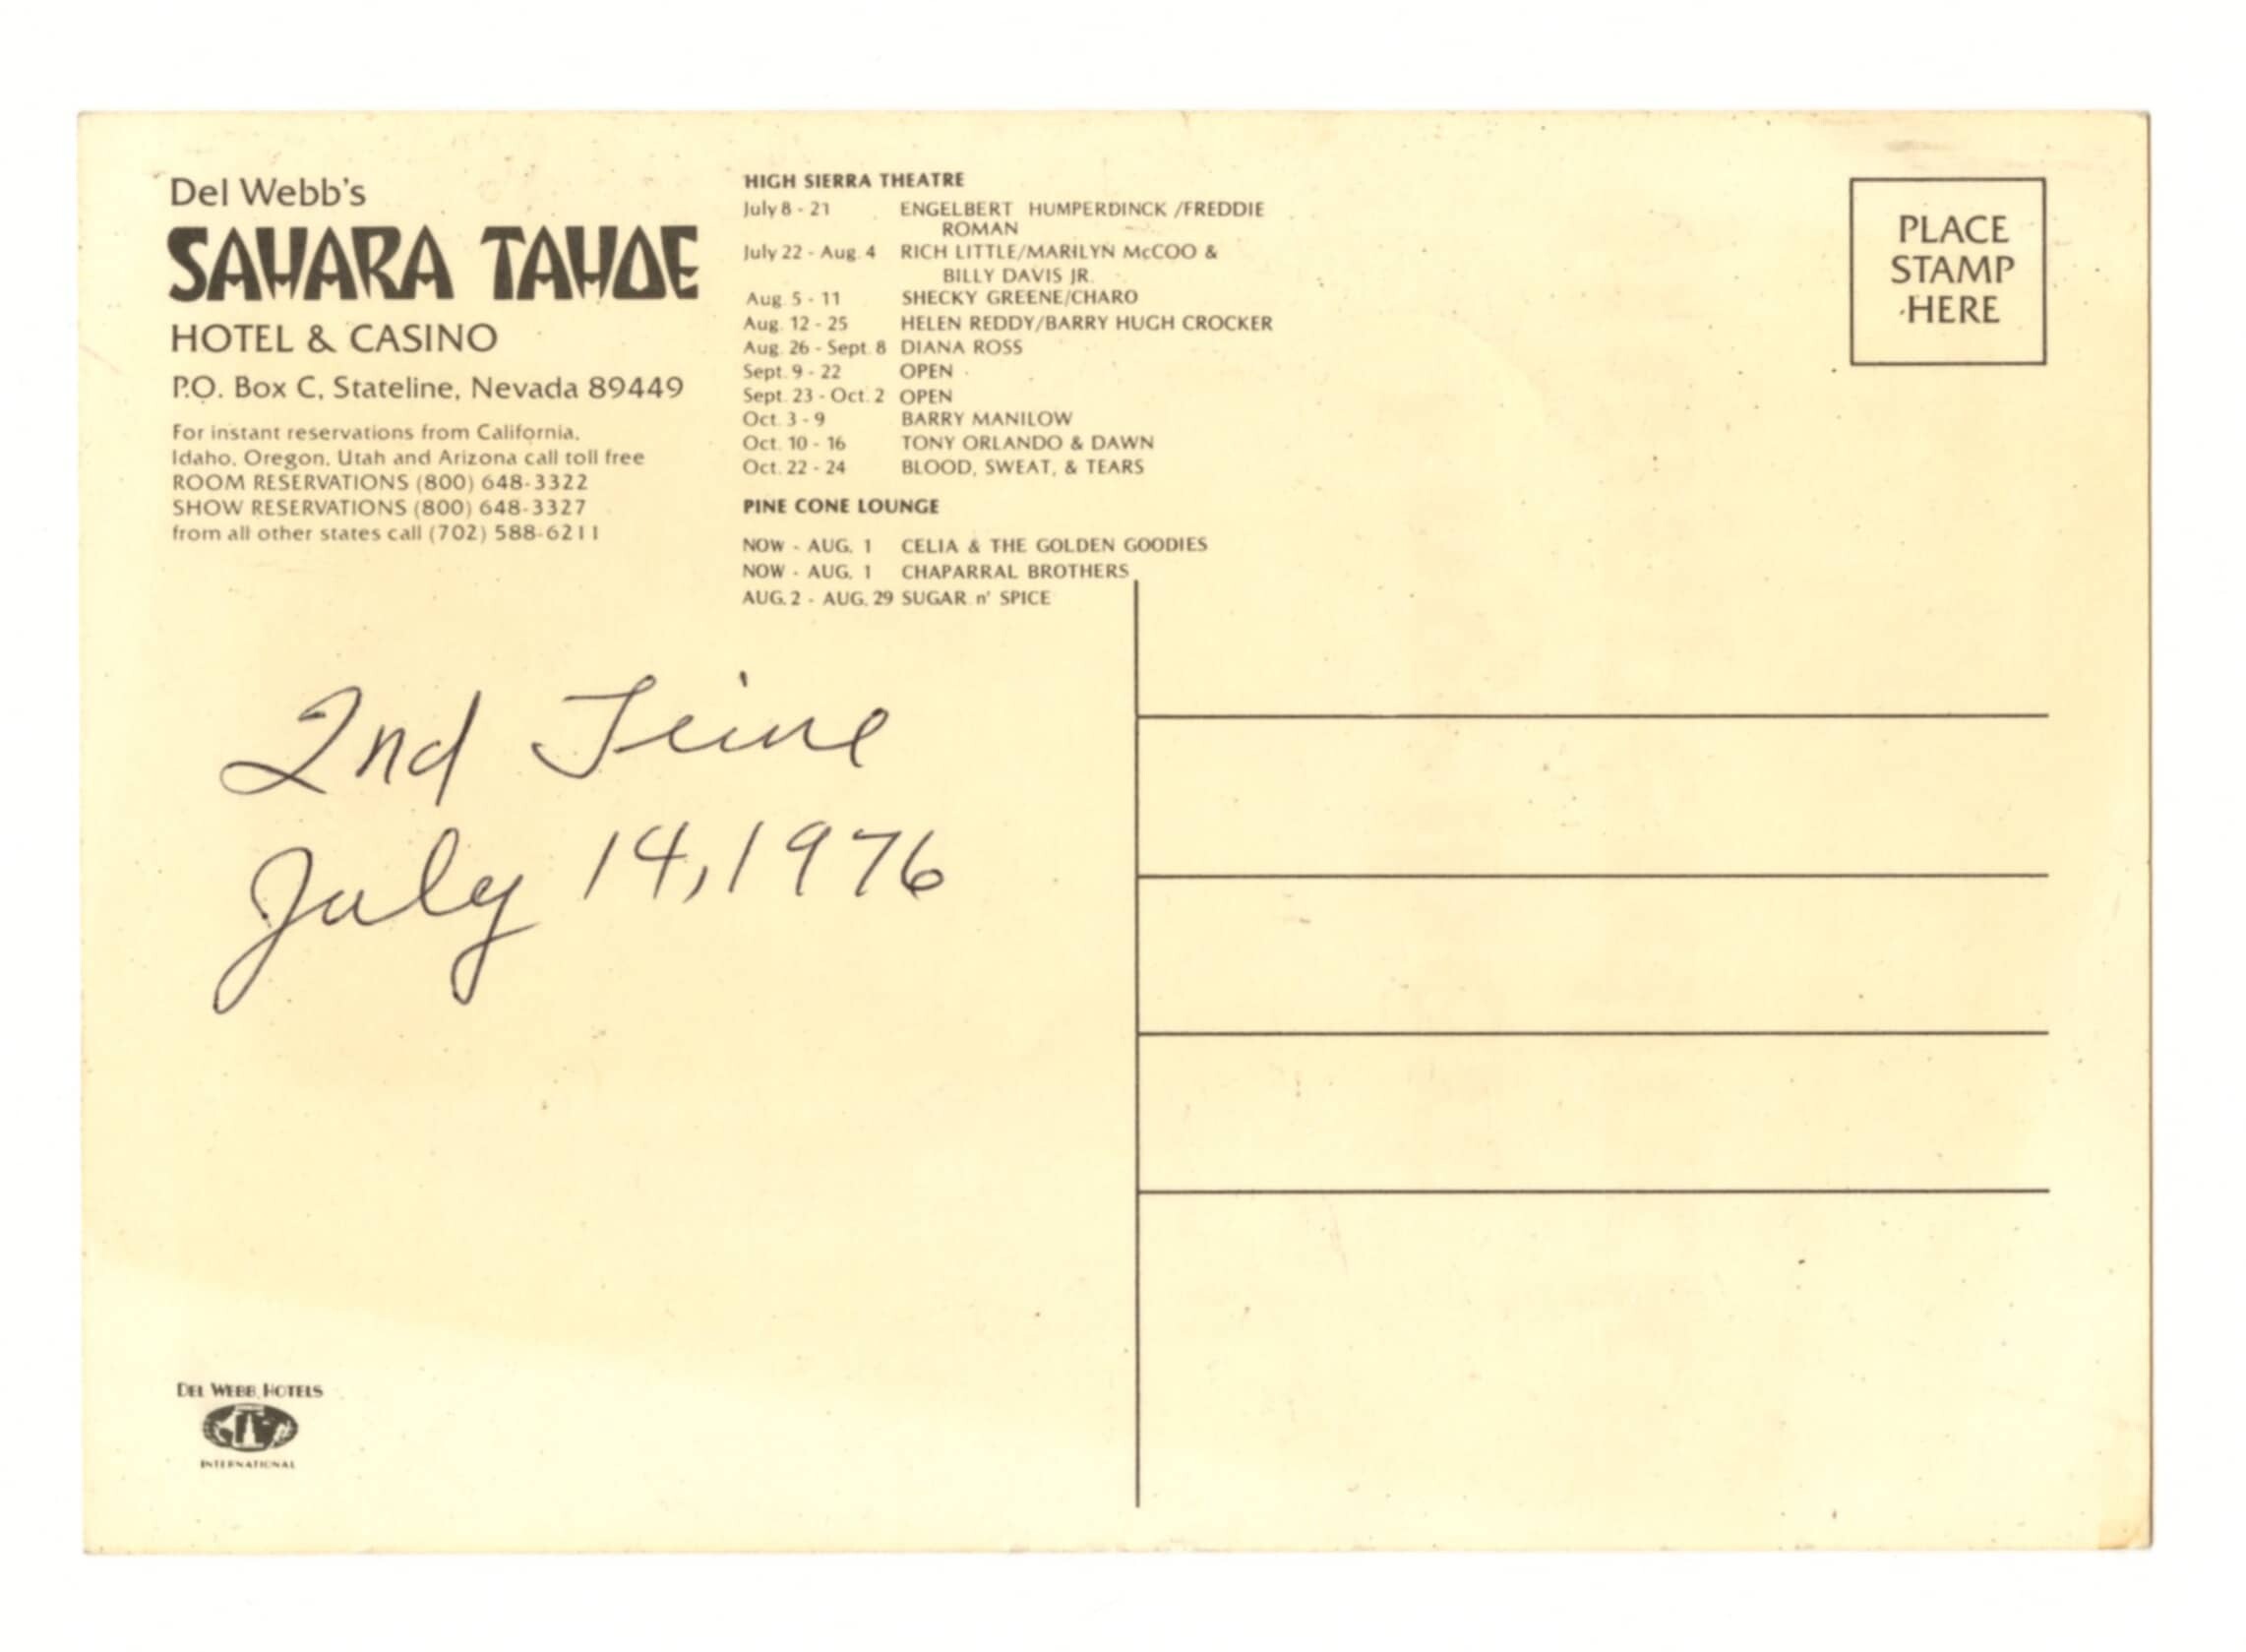 Del Webb's
SAHARA TAHOE
HOTEL & CASINO
P.O. Box C, Stateline, Nevada 89449
For instant reservations from California,
Idaho, Oregon, Utah and Arizona call toll free
ROOM RESERVATIONS (800) 648-3322
SHOW RESERVATIONS (800) 648-3327
from all other states call (702) 588-6211
HIGH SIERRA THEATRE
July 8 - 21 ENGELBERT HUMPERDINCK /FREDDIE
ROMAN
July 22 - Aug. 4 RICH LITTLE/MARILYN McCOO &
BILLY DAVIS JR.
Aug. 5 - 11 SHECKY GREENE/CHARO
Aug. 12 - 25 HELEN REDDY/BARRY HUGH CROCKER
Aug. 26 - Sept. 8 DIANA ROSS
Sept. 9 - 22 OPEN
Sept. 23 - Oct. 2 OPEN
Oct. 3 - 9 BARRY MANILOW
Oct. 10 - 16 TONY ORLANDO & DAWN
Oct. 22 - 24 BLOOD, SWEAT, & TEARS
PINE CONE LOUNGE
NOW - AUG. 1 CELIA & THE GOLDEN GOODIES
NOW - AUG. 1 CHAPARRAL BROTHERS
AUG. 2 - AUG. 29 SUGAR n' SPICE
PLACE
STAMP
HERE
2nd Time
July 14, 1976
DEL WEBB HOTELS
INTERNATIONAL